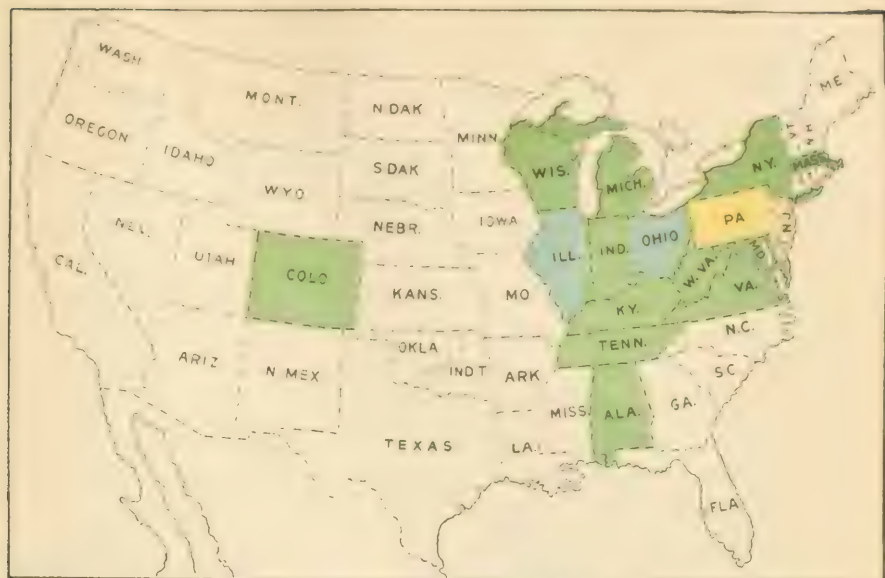 WASH
MONT.
N DAK
MINN
ME
OREGON
IDAHO
S DAK
WIS.
MICH.
N.Y.
VT
N H
MASS.
WYO
NEBR.
IOWA
PA
N J
NEV.
UTAH
COLO
ILL.
IND.
OHIO
MD
W. VA.
VA.
CAL.
KANS.
MO
KY.
N.C.
TENN.
ARIZ
N MEX
OKLA
IND T
ARK
S C
MISS.
ALA.
GA.
TEXAS
LA.
FLA